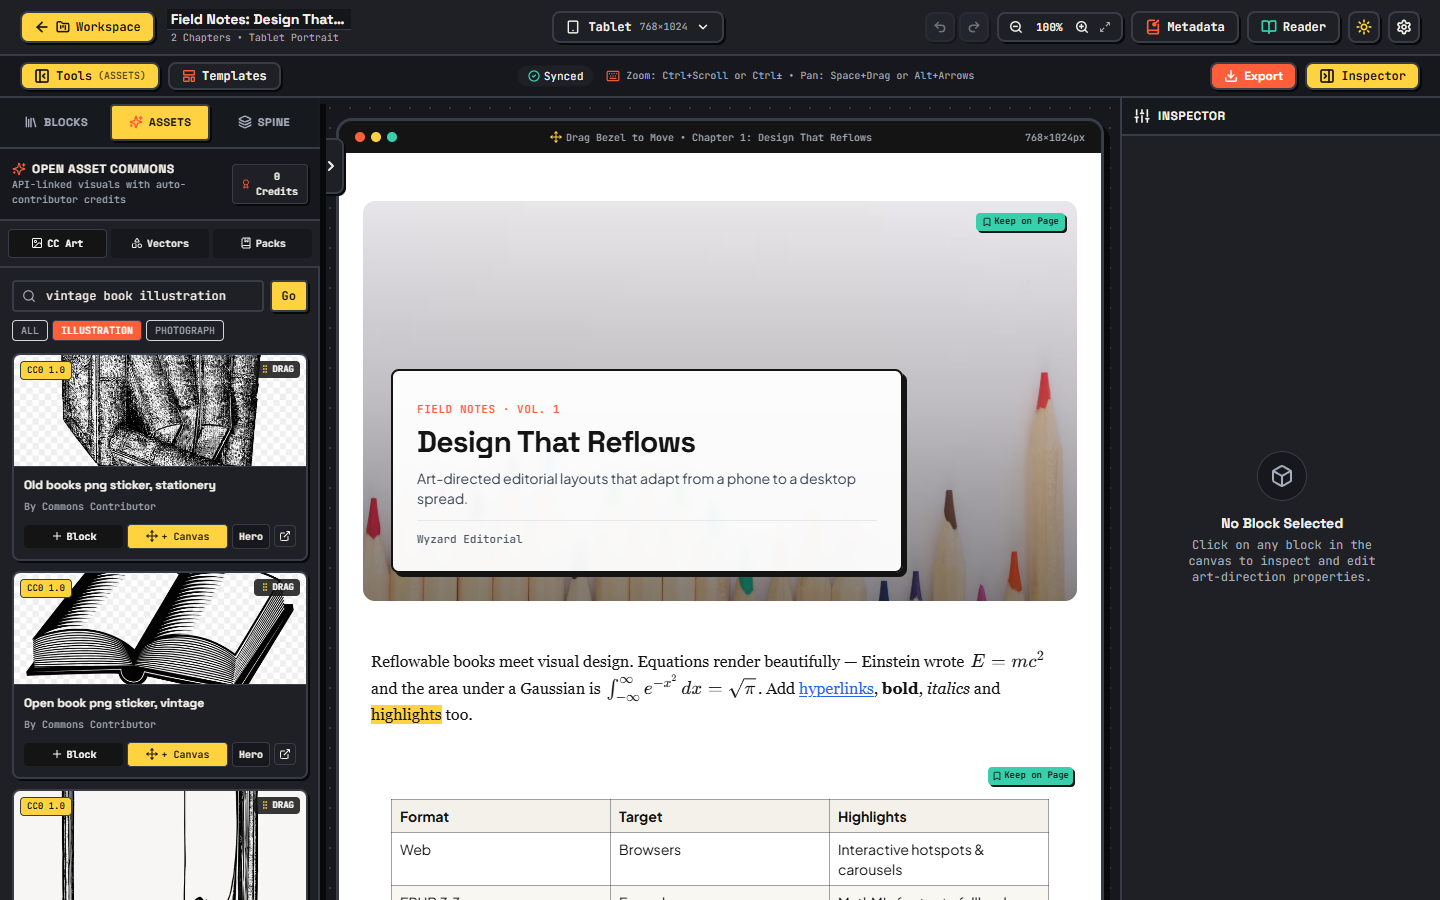 Workspace
Field Notes: Design That...
2 Chapters • Tablet Portrait
Tablet 768×1024
100%
Metadata
Reader
Tools (ASSETS)
Templates
Synced
Zoom: Ctrl+Scroll or Ctrl± • Pan: Space+Drag or Alt+Arrows
Export
Inspector
BLOCKS
ASSETS
SPINE
OPEN ASSET COMMONS
API-linked visuals with auto-
contributor credits
0
Credits
CC Art
Vectors
Packs
vintage book illustration
Go
ALL
ILLUSTRATION
PHOTOGRAPH
CC0 1.0
DRAG
Old books png sticker, stationery
By Commons Contributor
+ Block
+ Canvas
Hero
CC0 1.0
DRAG
Open book png sticker, vintage
By Commons Contributor
+ Block
+ Canvas
Hero
CC0 1.0
DRAG
Drag Bezel to Move • Chapter 1: Design That Reflows
768×1024px
Keep on Page
FIELD NOTES · VOL. 1
Design That Reflows
Art-directed editorial layouts that adapt from a phone to a desktop
spread.
Wyzard Editorial
Reflowable books meet visual design. Equations render beautifully — Einstein wrote E = mc²
and the area under a Gaussian is ∫_{−∞}^{∞} e^{−x²} dx = √π. Add hyperlinks, bold, italics and
highlights too.
Keep on Page
Format Target Highlights
Web Browsers Interactive hotspots &
carousels
INSPECTOR
No Block Selected
Click on any block in the
canvas to inspect and edit
art-direction properties.